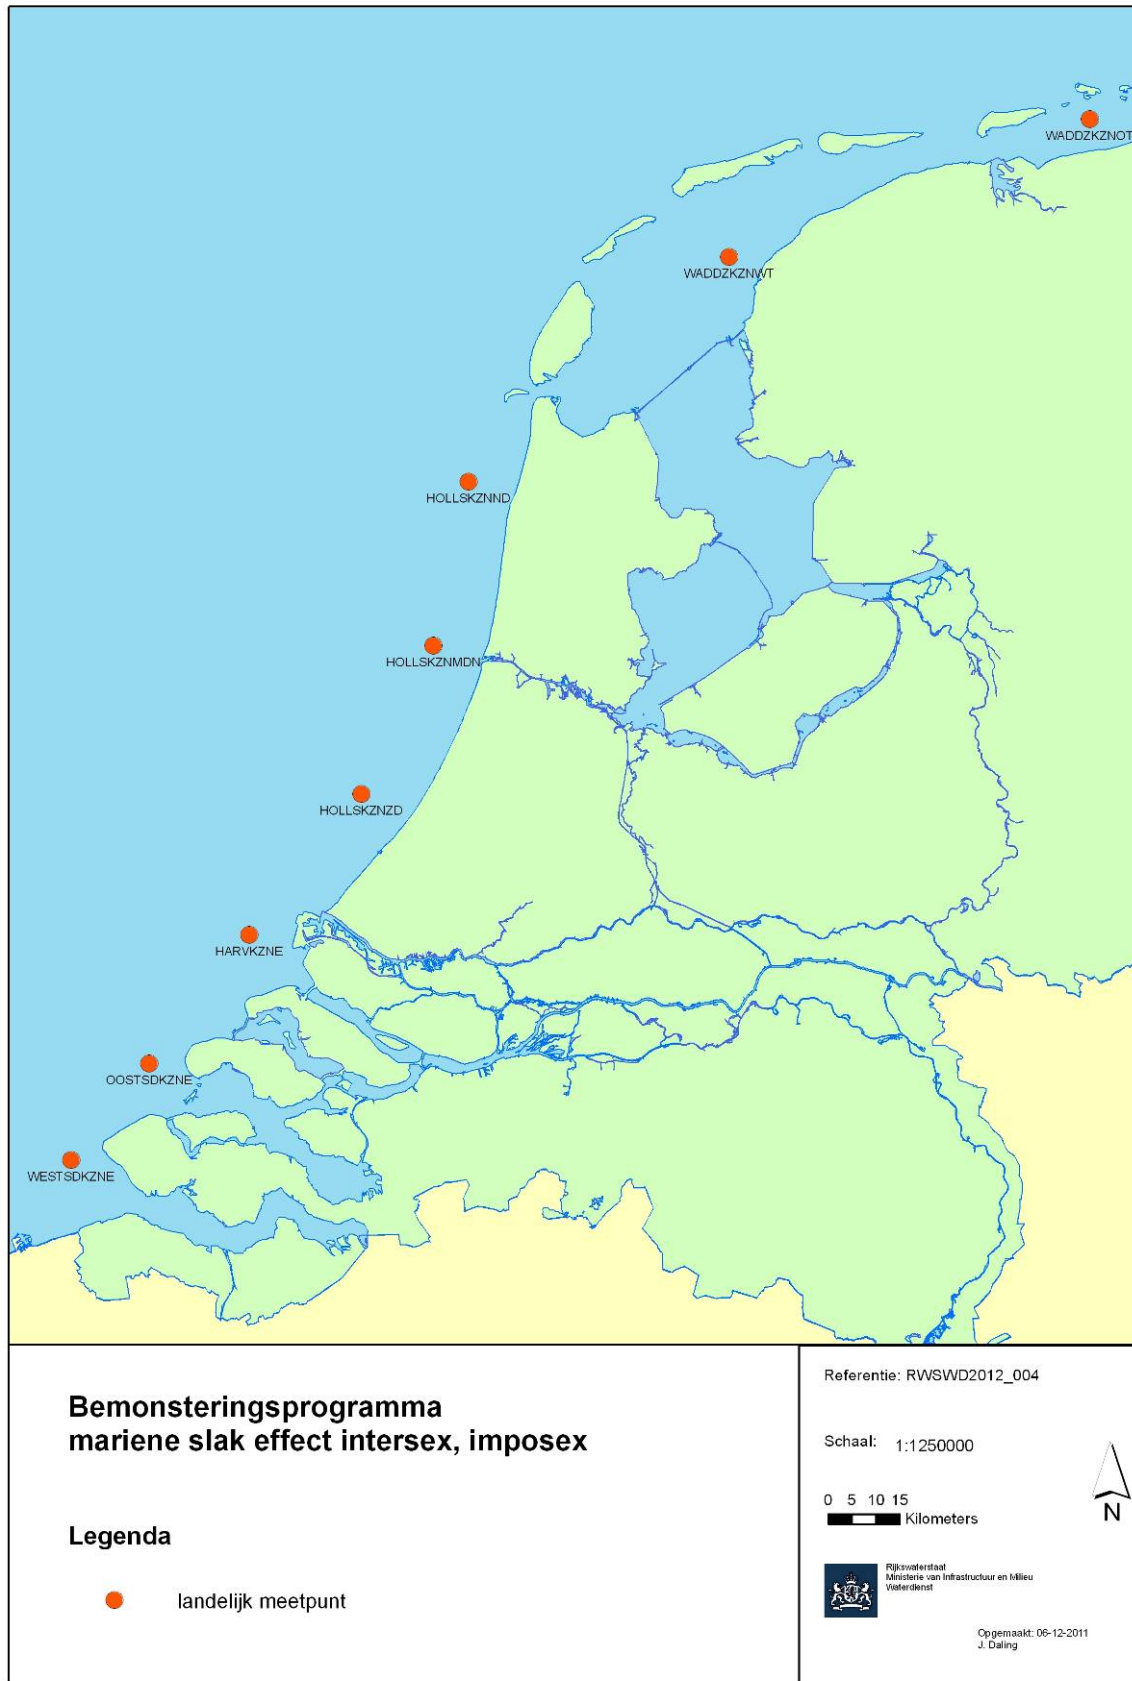 WADDZKZNOT
WADDZKZNWT
HOLLSKZNND
HOLLSKZNMDN
HOLLSKZNZD
HARVKZNE
OOSTSDKZNE
WESTSDKZNE
Bemonsteringsprogramma
mariene slak effect intersex, imposex
Legenda
landelijk meetpunt
Referentie: RWSWD2012_004
Schaal: 1:1250000
0 5 10 15
Kilometers
N
Rijkswaterstaat
Ministerie van Infrastructuur en Milieu
Waterdienst
Opgemaakt: 06-12-2011
J. Daling